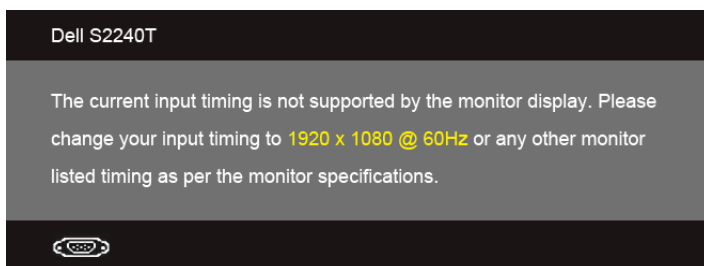 Dell S2240T
The current input timing is not supported by the monitor display. Please
change your input timing to 1920 x 1080 @ 60Hz or any other monitor
listed timing as per the monitor specifications.